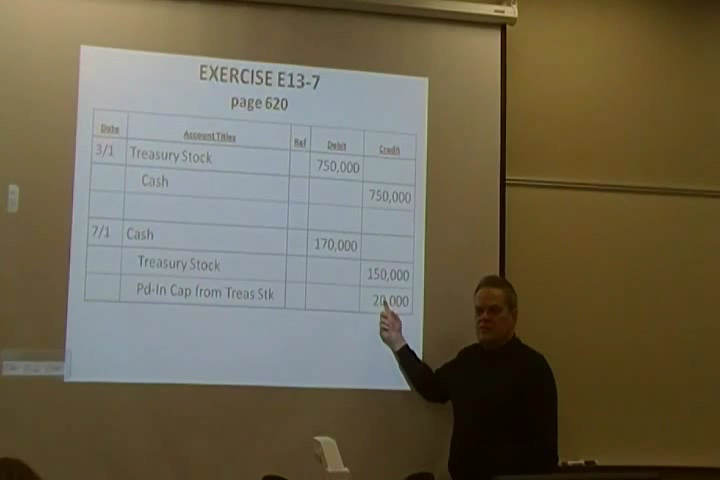 EXERCISE E13-7
page 620
Date Account Titles Ref Debit Credit
3/1 Treasury Stock 750,000
Cash 750,000
7/1 Cash 170,000
Treasury Stock 150,000
Pd-In Cap from Treas Stk 20,000